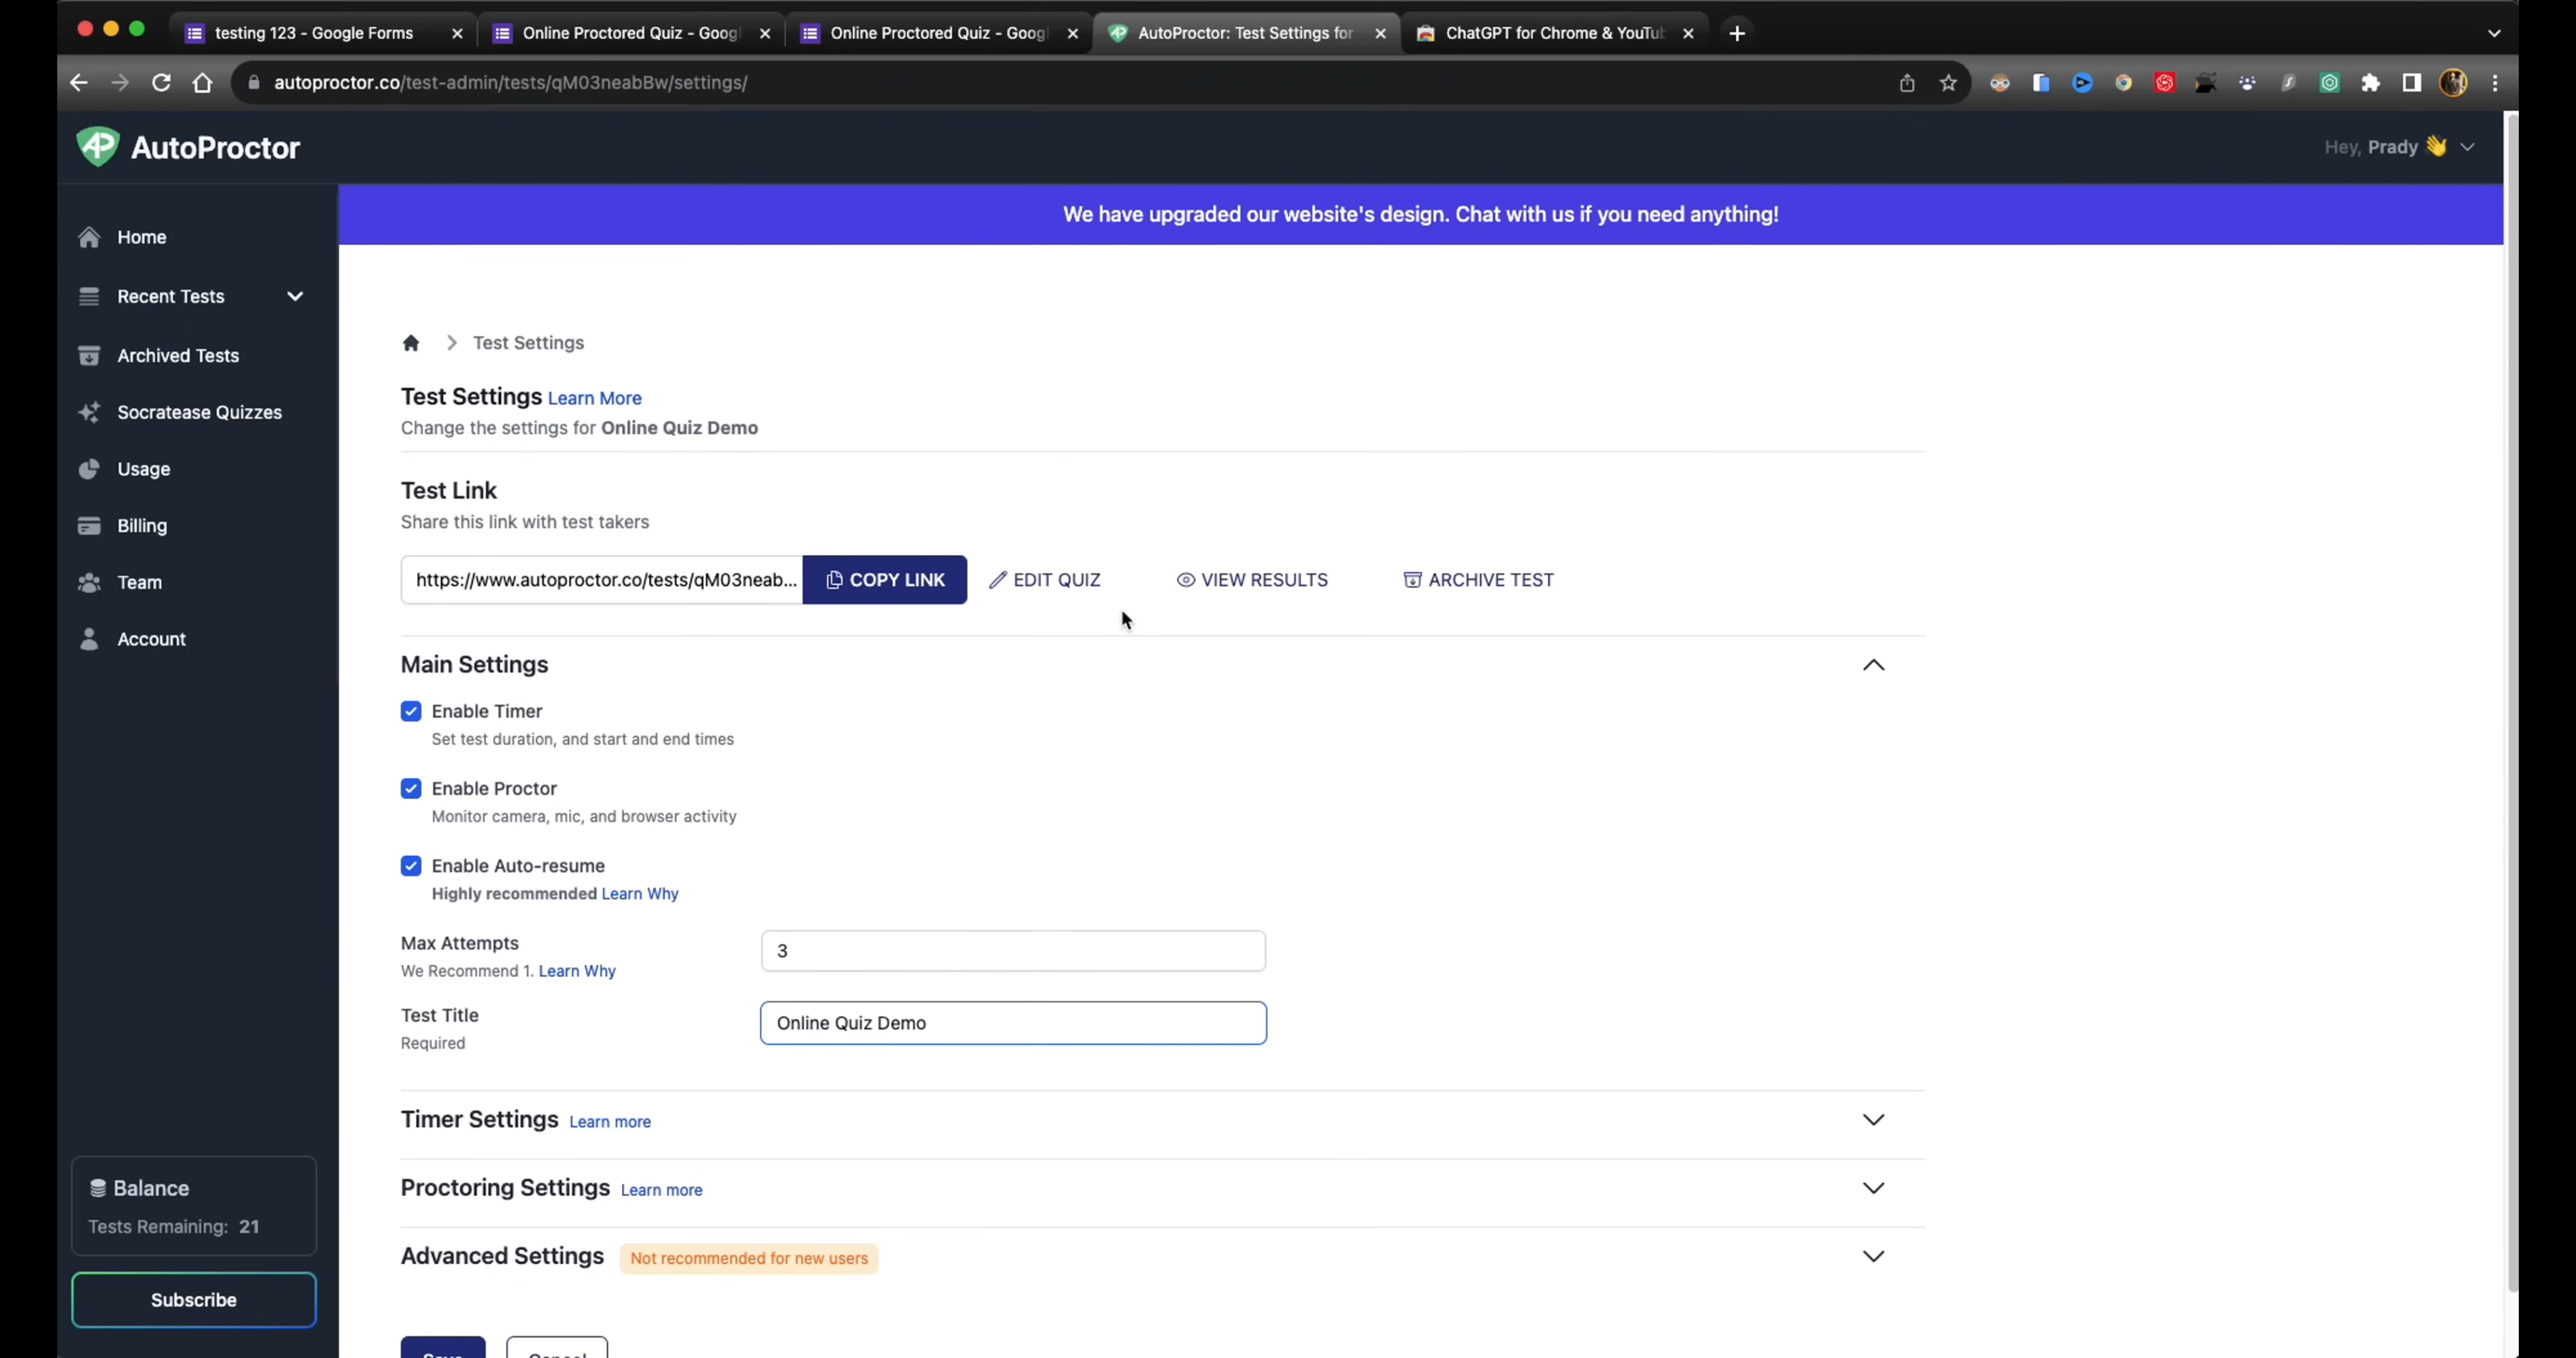 testing 123 - Google Forms
Online Proctored Quiz - Goog
Online Proctored Quiz - Goog
AutoProctor: Test Settings for
ChatGPT for Chrome & YouTu
autoproctor.co/test-admin/tests/qM03neabBw/settings/
AutoProctor
Hey, Prady 👋
We have upgraded our website's design. Chat with us if you need anything!
Home
Recent Tests
Archived Tests
Socratease Quizzes
Usage
Billing
Team
Account
Balance
Tests Remaining: 21
Subscribe
Test Settings
Test Settings Learn More
Change the settings for Online Quiz Demo
Test Link
Share this link with test takers
https://www.autoproctor.co/tests/qM03neab...
COPY LINK
EDIT QUIZ
VIEW RESULTS
ARCHIVE TEST
Main Settings
Enable Timer
Set test duration, and start and end times
Enable Proctor
Monitor camera, mic, and browser activity
Enable Auto-resume
Highly recommended Learn Why
Max Attempts
We Recommend 1. Learn Why
3
Test Title
Required
Online Quiz Demo
Timer Settings Learn more
Proctoring Settings Learn more
Advanced Settings Not recommended for new users
Save
Cancel